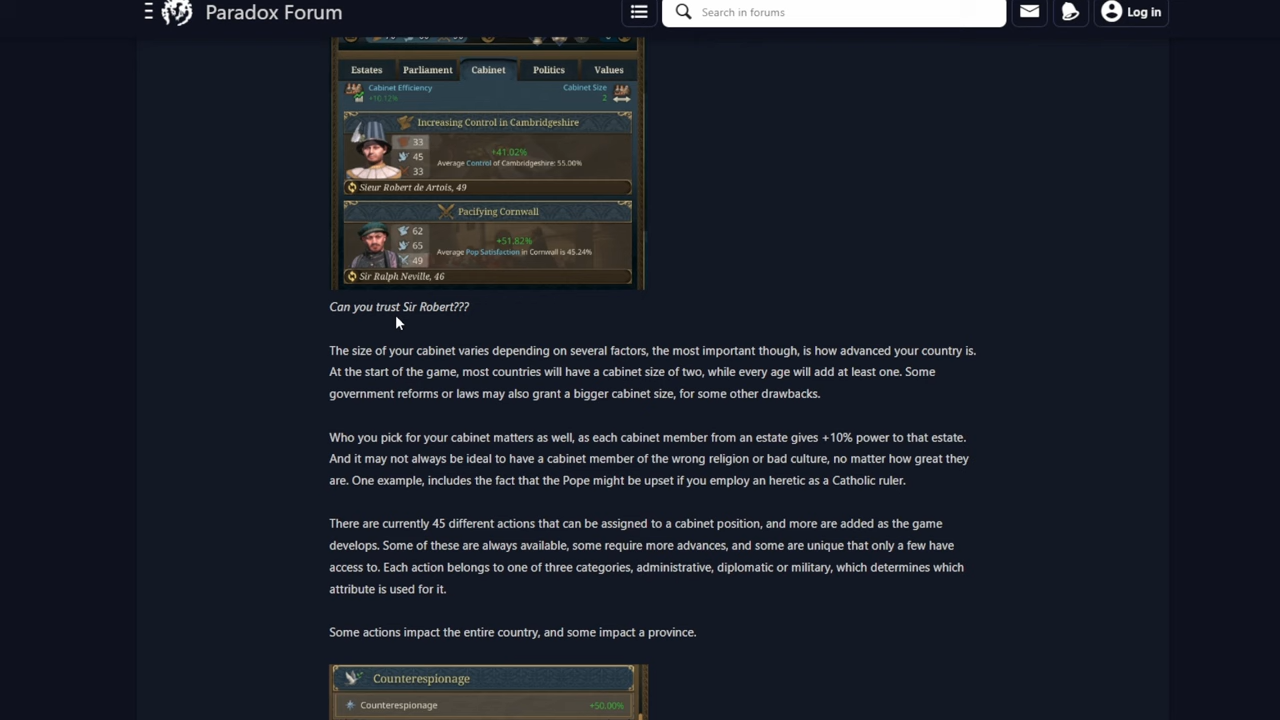 Paradox Forum
Search in forums
Log in
Estates Parliament Cabinet Politics Values
Cabinet Efficiency Cabinet Size
+10.12% 2
Increasing Control in Cambridgeshire
33
+41.02%
45
Average Control of Cambridgeshire: 55.00%
33
Sieur Robert de Artois, 49
Pacifying Cornwall
62
+51.82%
65
Average Pop Satisfaction in Cornwall is 45.24%
49
Sir Ralph Neville, 46
Can you trust Sir Robert???
The size of your cabinet varies depending on several factors, the most important though, is how advanced your country is.
At the start of the game, most countries will have a cabinet size of two, while every age will add at least one. Some
government reforms or laws may also grant a bigger cabinet size, for some other drawbacks.
Who you pick for your cabinet matters as well, as each cabinet member from an estate gives +10% power to that estate.
And it may not always be ideal to have a cabinet member of the wrong religion or bad culture, no matter how great they
are. One example, includes the fact that the Pope might be upset if you employ an heretic as a Catholic ruler.
There are currently 45 different actions that can be assigned to a cabinet position, and more are added as the game
develops. Some of these are always available, some require more advances, and some are unique that only a few have
access to. Each action belongs to one of three categories, administrative, diplomatic or military, which determines which
attribute is used for it.
Some actions impact the entire country, and some impact a province.
Counterespionage
Counterespionage +50.00%